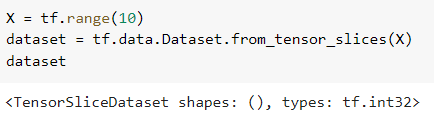 X = tf.range(10)
dataset = tf.data.Dataset.from_tensor_slices(X)
dataset
<TensorSliceDataset shapes: (), types: tf.int32>